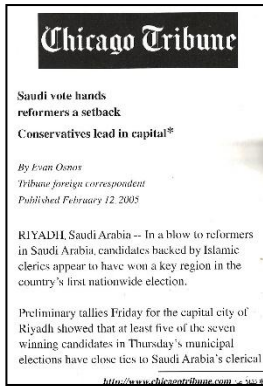 Chicago Tribune
Saudi vote hands
reformers a setback
Conservatives lead in capital*
By Evan Osnos
Tribune foreign correspondent
Published February 12, 2005
RIYADH, Saudi Arabia -- In a blow to reformers
in Saudi Arabia, candidates backed by Islamic
clerics appear to have won a key region in the
country's first nationwide election.
Preliminary tallies Friday for the capital city of
Riyadh showed that at least five of the seven
winning candidates in Thursday's municipal
elections have close ties to Saudi Arabia's clerical
http://www.chicagotribune.com